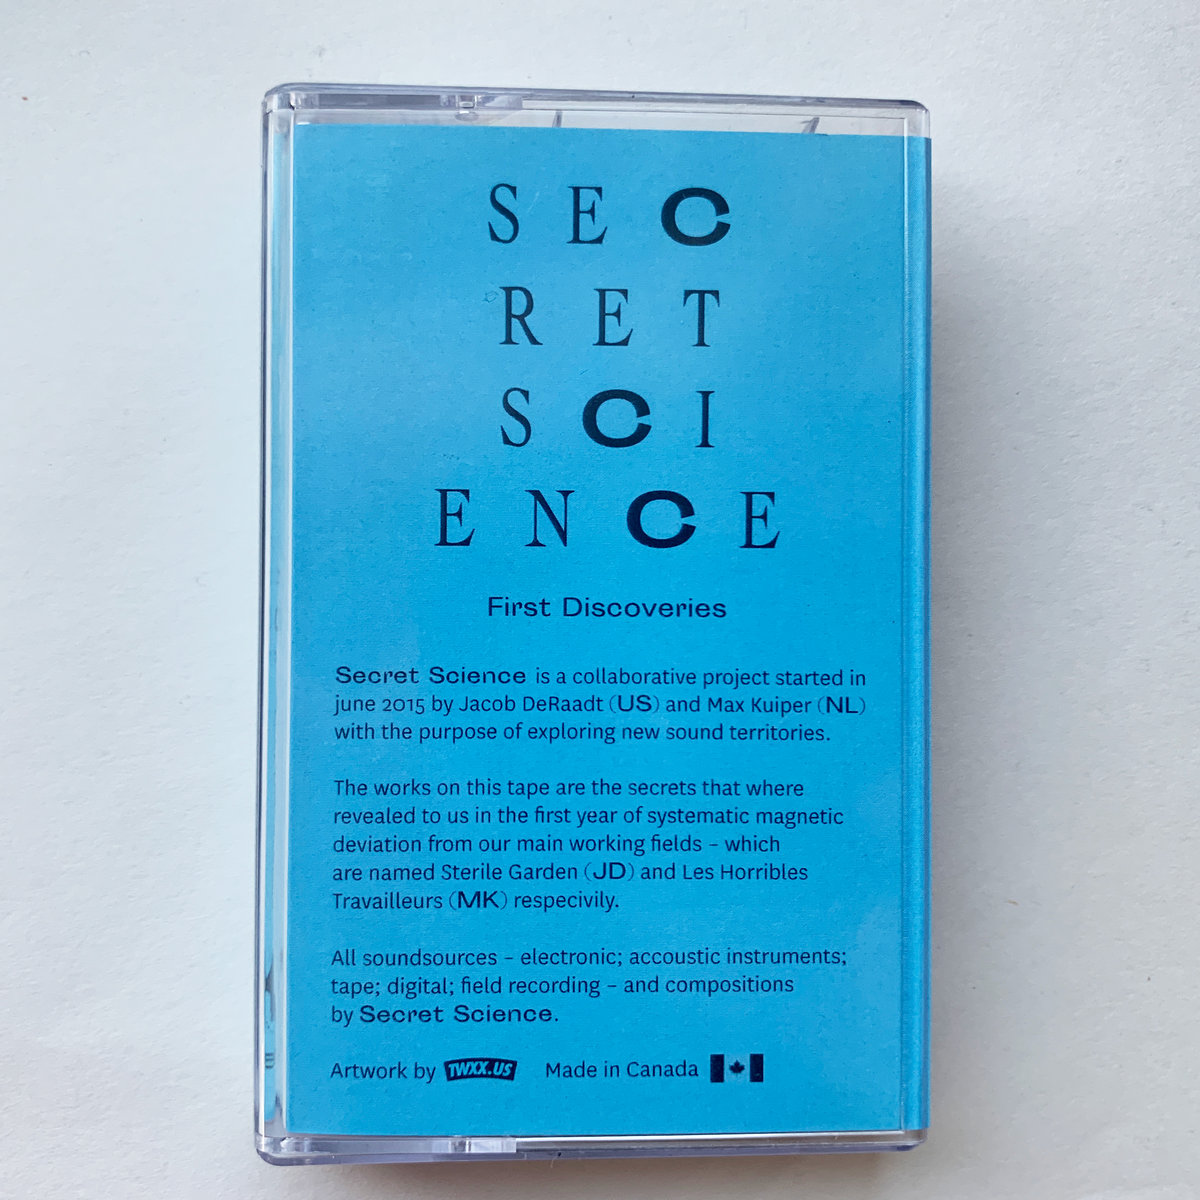 S E C
R E T
S C I
E N C E
First Discoveries
Secret Science is a collaborative project started in
june 2015 by Jacob DeRaadt (US) and Max Kuiper (NL)
with the purpose of exploring new sound territories.
The works on this tape are the secrets that where
revealed to us in the first year of systematic magnetic
deviation from our main working fields – which
are named Sterile Garden (JD) and Les Horribles
Travailleurs (MK) respecivily.
All soundsources – electronic; accoustic instruments;
tape; digital; field recording – and compositions
by Secret Science.
Artwork by TWXX.US Made in Canada